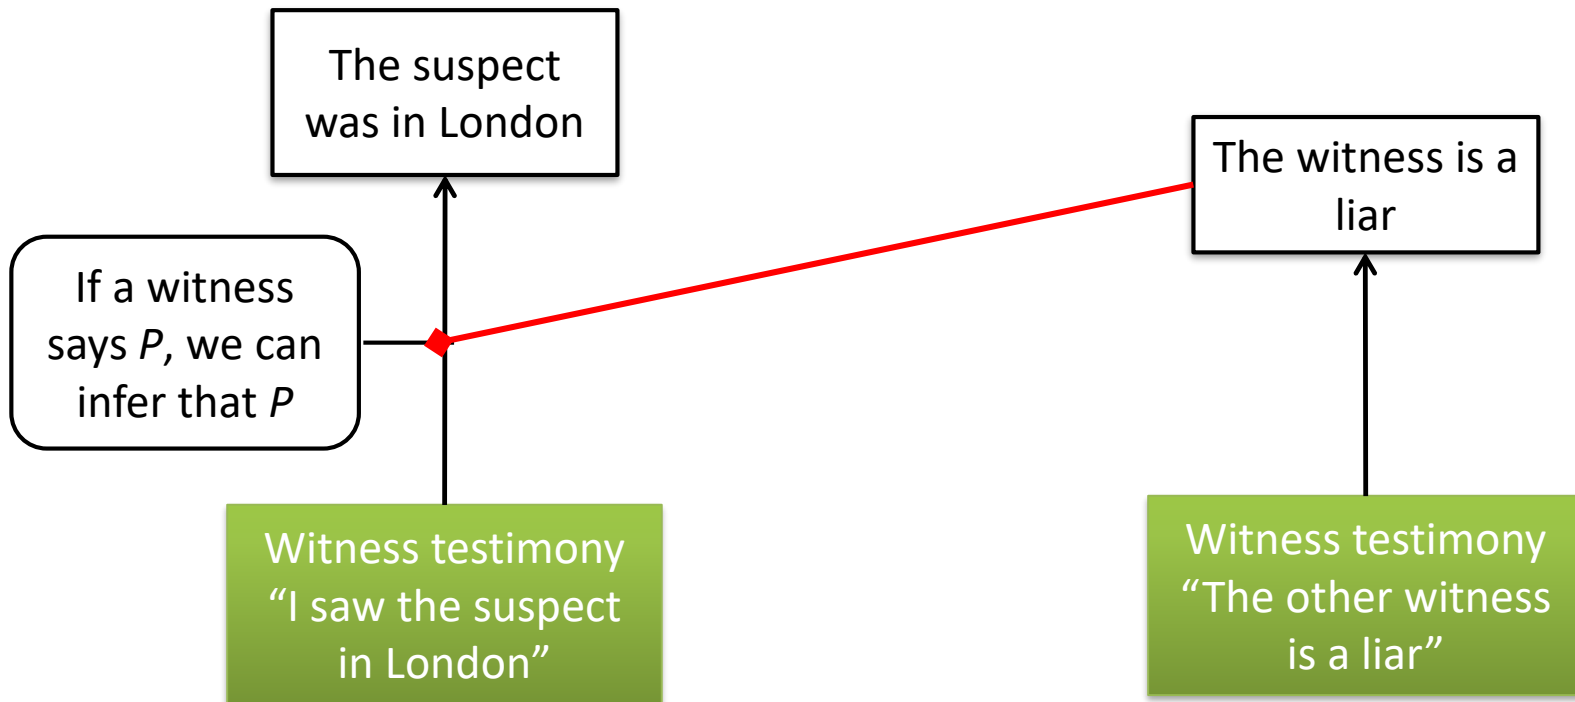 The suspect
was in London
The witness is a
liar
If a witness
says P, we can
infer that P
Witness testimony
“I saw the suspect
in London”
Witness testimony
“The other witness
is a liar”